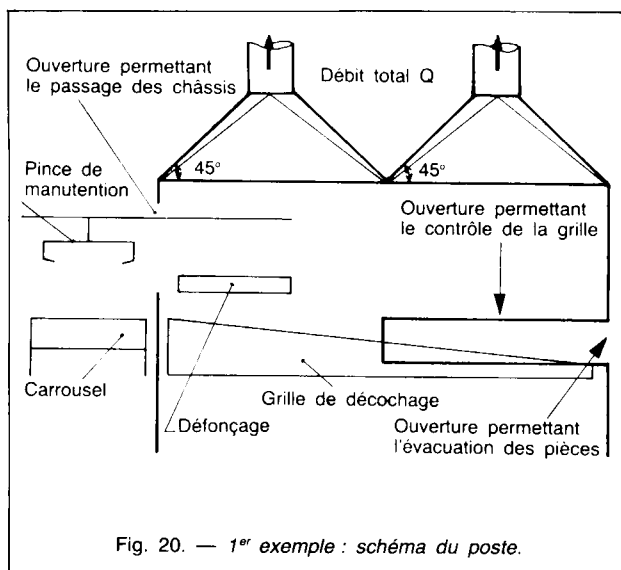 Ouverture permettant
le passage des châssis
Débit total Q
45°
45°
Pince de
manutention
Ouverture permettant
le contrôle de la grille
Carrousel
Grille de décochage
Défonçage
Ouverture permettant
l'évacuation des pièces
Fig. 20. — 1er exemple : schéma du poste.